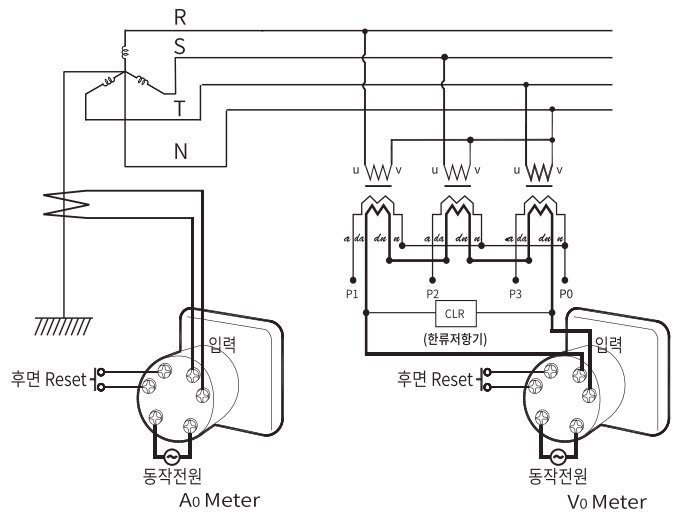 R
S
T
N
u v u v u v
a da dn n a da dn n a da dn n
P1 P2 P3 P0
CLR
(한류저항기)
입력 입력
후면 Reset 후면 Reset
동작전원 동작전원
A0 Meter V0 Meter